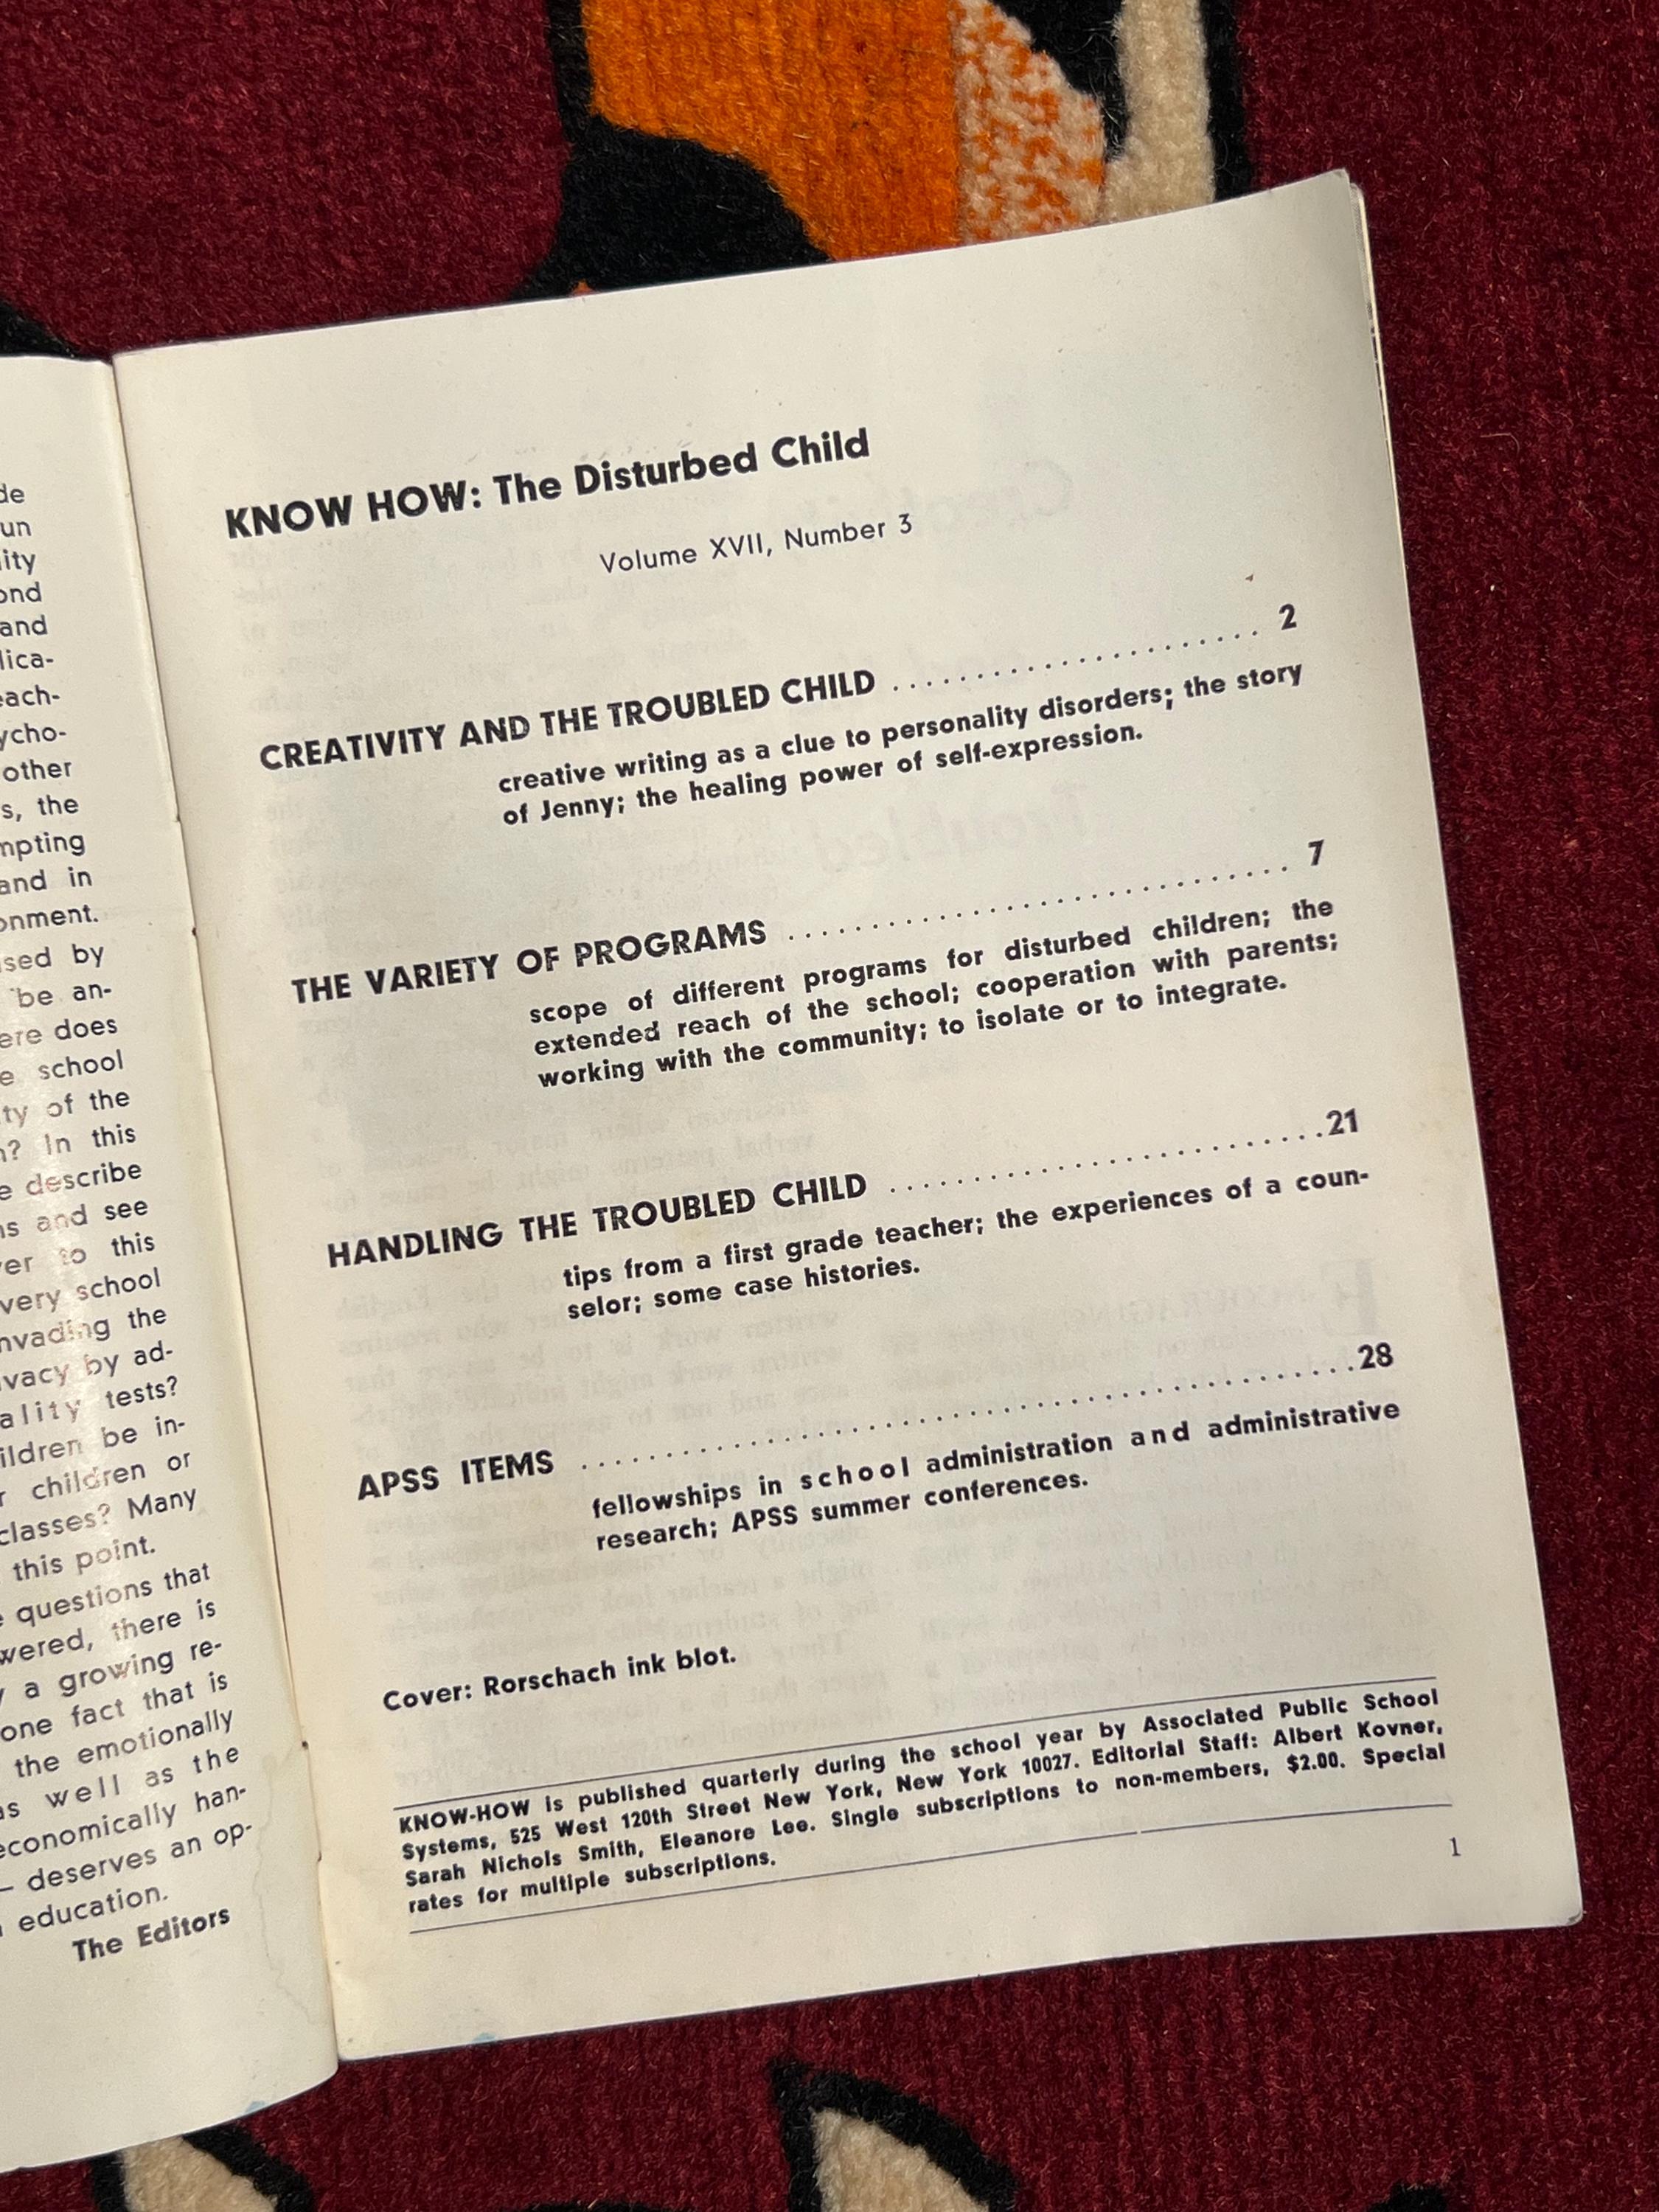 de
un
ity
ond
and
lica-
each-
ycho-
other
s, the
mpting
and in
onment.
sed by
be an-
ere does
e school
ty of the
n? In this
e describe
ns and see
er to this
very school
nvading the
ivacy by ad-
ality tests?
ildren be in-
r children or
classes? Many
this point.
e questions that
wered, there is
y a growing re-
one fact that is
the emotionally
as well as the
economically han-
— deserves an op-
education.
The Editors
KNOW HOW: The Disturbed Child
Volume XVII, Number 3
CREATIVITY AND THE TROUBLED CHILD ........................ 2
creative writing as a clue to personality disorders; the story
of Jenny; the healing power of self-expression.
THE VARIETY OF PROGRAMS ................................ 7
scope of different programs for disturbed children; the
extended reach of the school; cooperation with parents;
working with the community; to isolate or to integrate.
HANDLING THE TROUBLED CHILD ............................21
tips from a first grade teacher; the experiences of a coun-
selor; some case histories.
APSS ITEMS .................................................28
fellowships in school administration and administrative
research; APSS summer conferences.
Cover: Rorschach ink blot.
KNOW-HOW is published quarterly during the school year by Associated Public School
Systems, 525 West 120th Street New York, New York 10027. Editorial Staff: Albert Kovner,
Sarah Nichols Smith, Eleanore Lee. Single subscriptions to non-members, $2.00. Special
rates for multiple subscriptions.
1